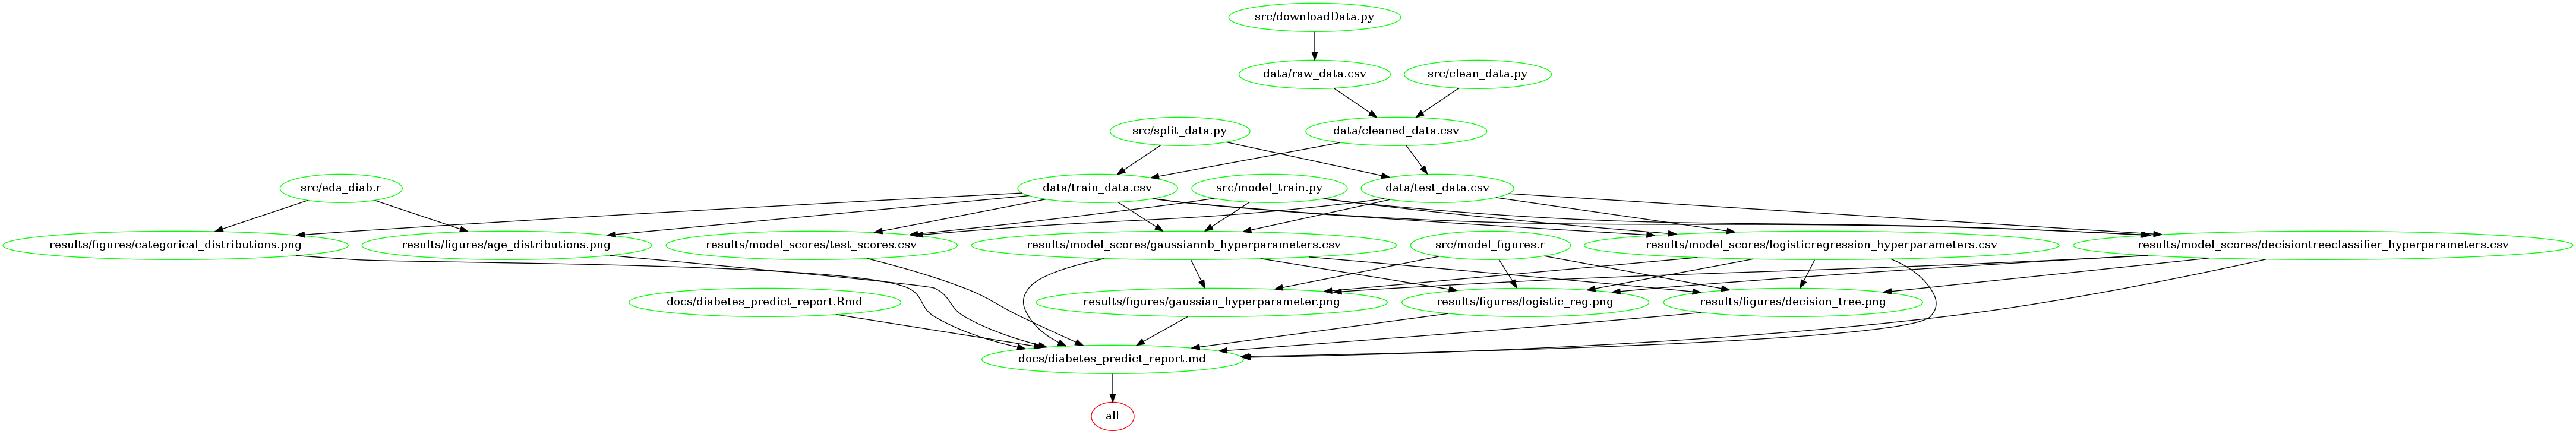 src/downloadData.py
data/raw_data.csv
src/clean_data.py
src/split_data.py
data/cleaned_data.csv
src/eda_diab.r
data/train_data.csv
src/model_train.py
data/test_data.csv
results/figures/categorical_distributions.png
results/figures/age_distributions.png
results/model_scores/test_scores.csv
results/model_scores/gaussiannb_hyperparameters.csv
src/model_figures.r
results/model_scores/logisticregression_hyperparameters.csv
results/model_scores/decisiontreeclassifier_hyperparameters.csv
docs/diabetes_predict_report.Rmd
results/figures/gaussian_hyperparameter.png
results/figures/logistic_reg.png
results/figures/decision_tree.png
docs/diabetes_predict_report.md
all